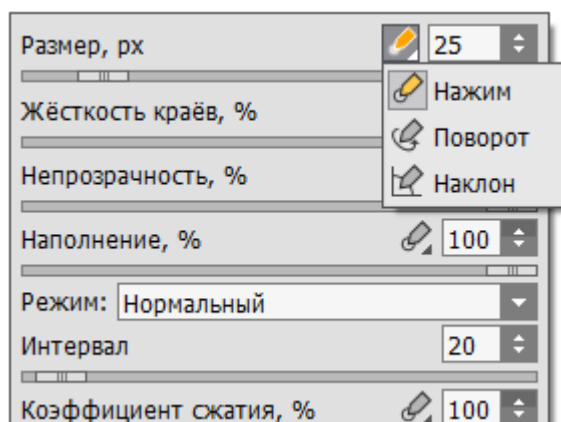 Размер, px 25
Нажим
Жёсткость краёв, %
Поворот
Непрозрачность, %
Наклон
Наполнение, % 100
Режим: Нормальный
Интервал 20
Коэффициент сжатия, % 100